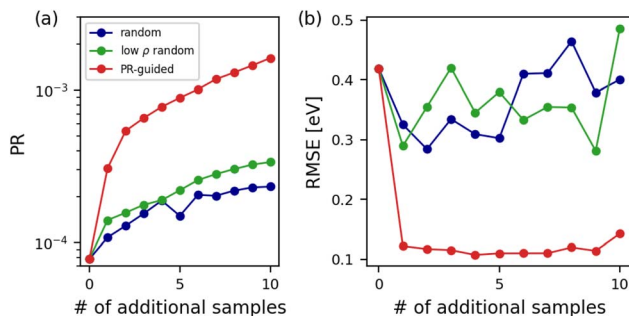 (a)
random
low ρ random
PR-guided
10⁻³
10⁻⁴
PR
0 5 10
# of additional samples
(b)
0.5
0.4
0.3
0.2
0.1
RMSE [eV]
0 5 10
# of additional samples